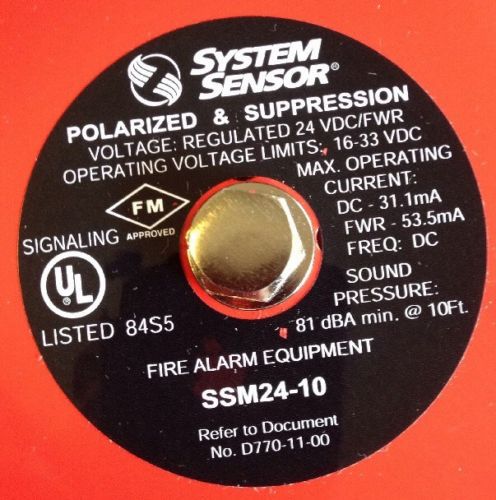 SYSTEM
SENSOR®
POLARIZED & SUPPRESSION
VOLTAGE: REGULATED 24 VDC/FWR
OPERATING VOLTAGE LIMITS: 16-33 VDC
MAX. OPERATING
CURRENT:
DC - 31.1mA
FWR - 53.5mA
FREQ: DC
FM
APPROVED
SIGNALING
UL
LISTED 84S5
SOUND
PRESSURE:
81 dBA min. @ 10Ft.
FIRE ALARM EQUIPMENT
SSM24-10
Refer to Document
No. D770-11-00